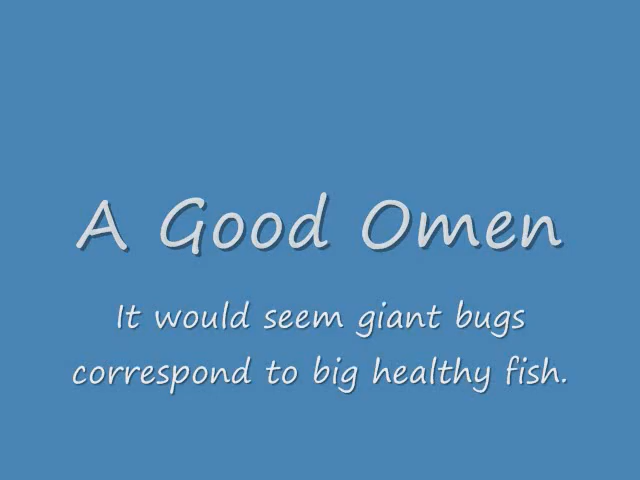 A Good Omen
It would seem giant bugs
correspond to big healthy fish.